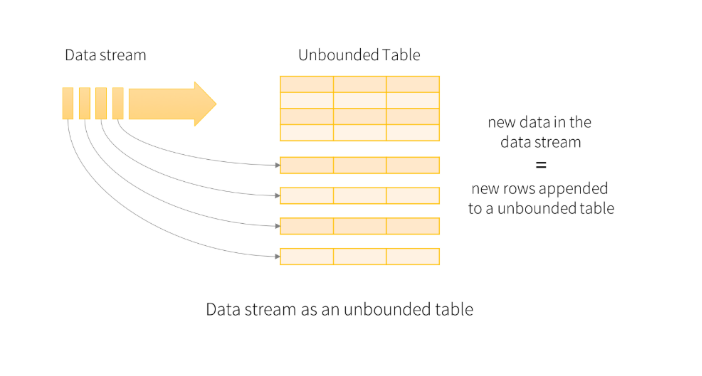 Data stream
Unbounded Table
new data in the
data stream
=
new rows appended
to a unbounded table
Data stream as an unbounded table